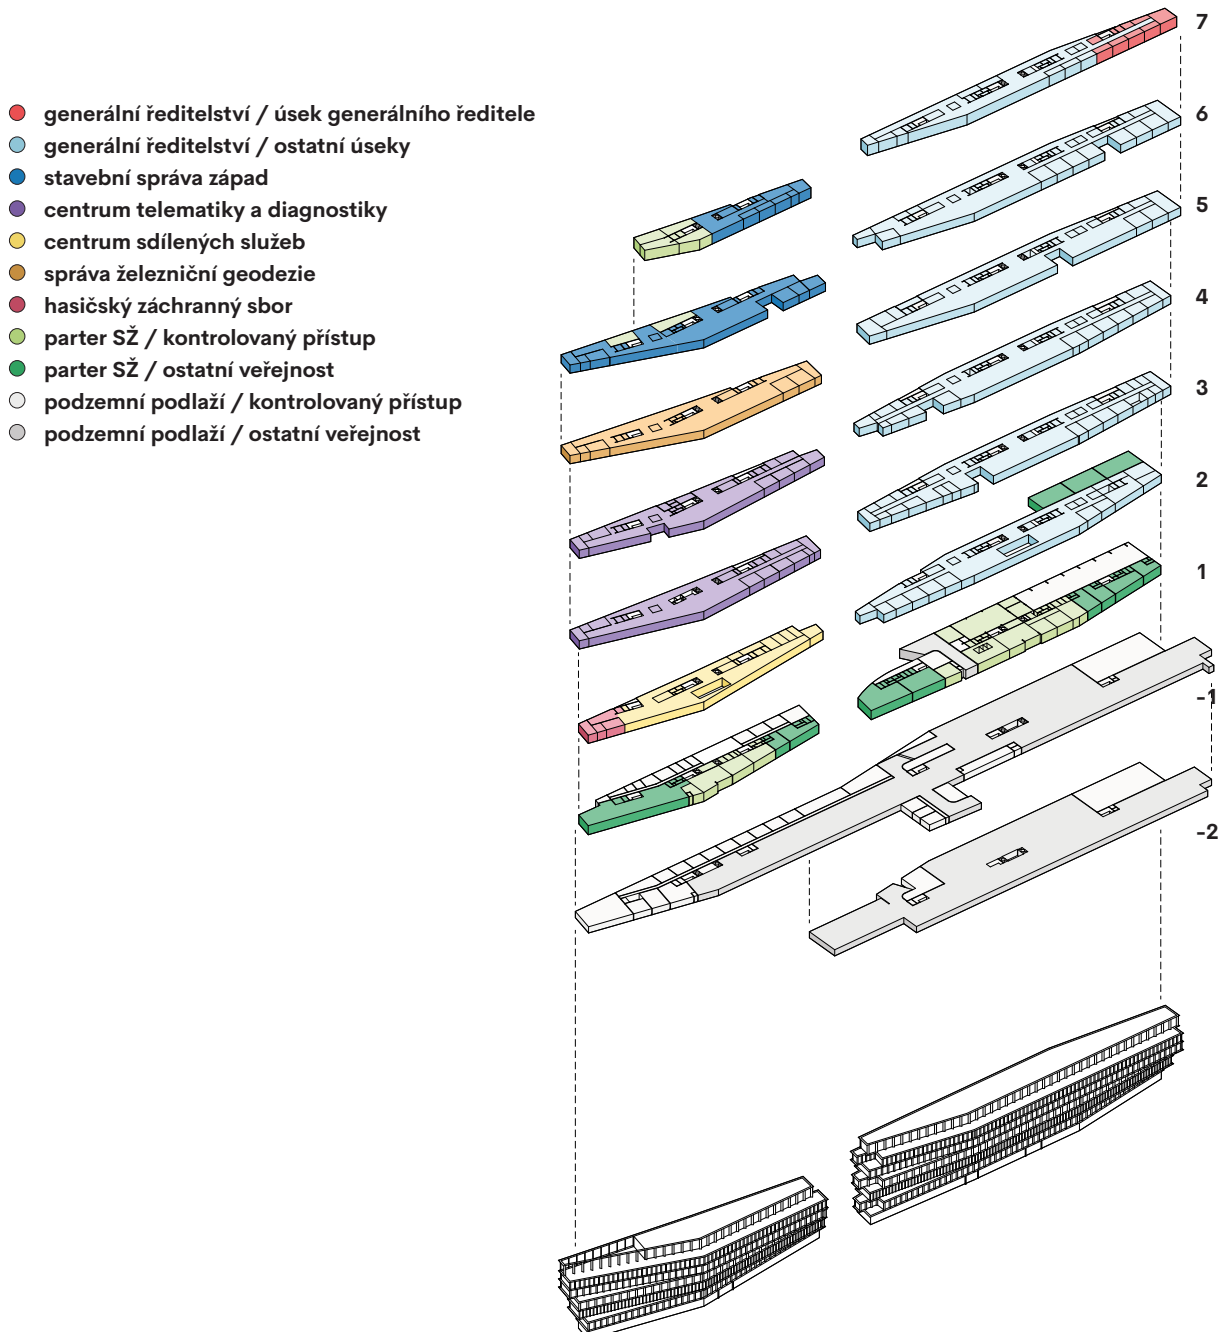 generální ředitelství / úsek generálního ředitele
generální ředitelství / ostatní úseky
stavební správa západ
centrum telematiky a diagnostiky
centrum sdílených služeb
správa železniční geodezie
hasičský záchranný sbor
parter SŽ / kontrolovaný přístup
parter SŽ / ostatní veřejnost
podzemní podlaží / kontrolovaný přístup
podzemní podlaží / ostatní veřejnost
7
6
5
4
3
2
1
-1
-2